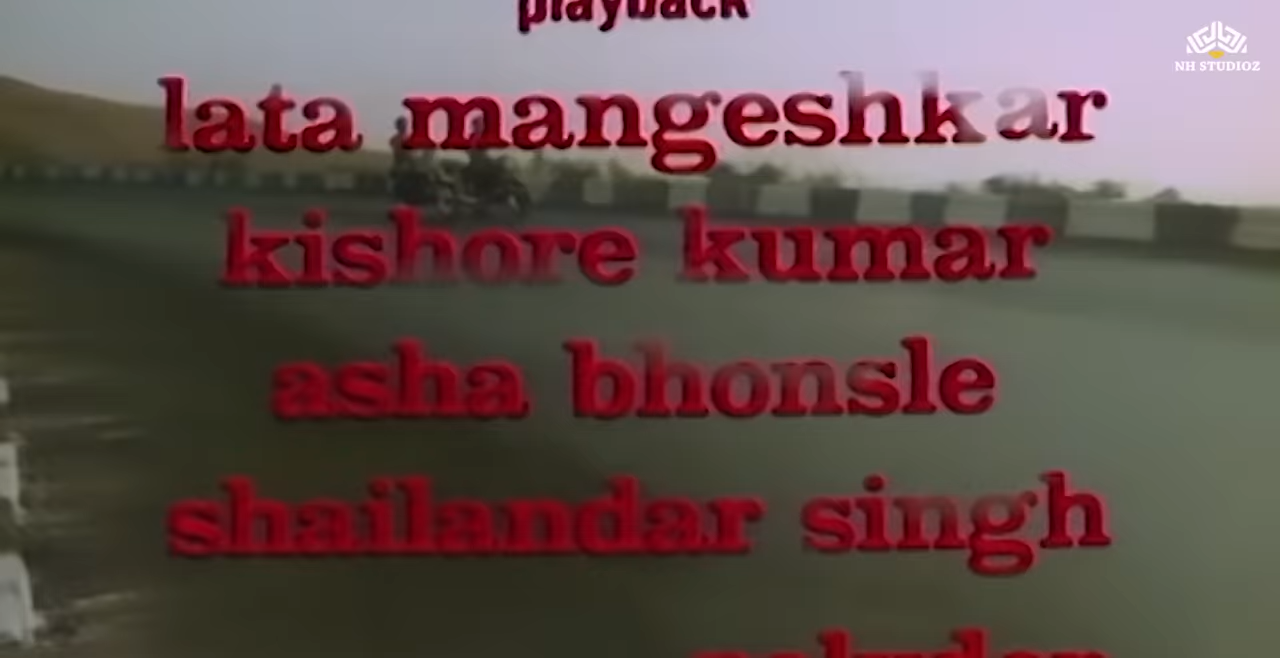 playback
NH STUDIOZ
lata mangeshkar
kishore kumar
asha bhonsle
shailandar singh